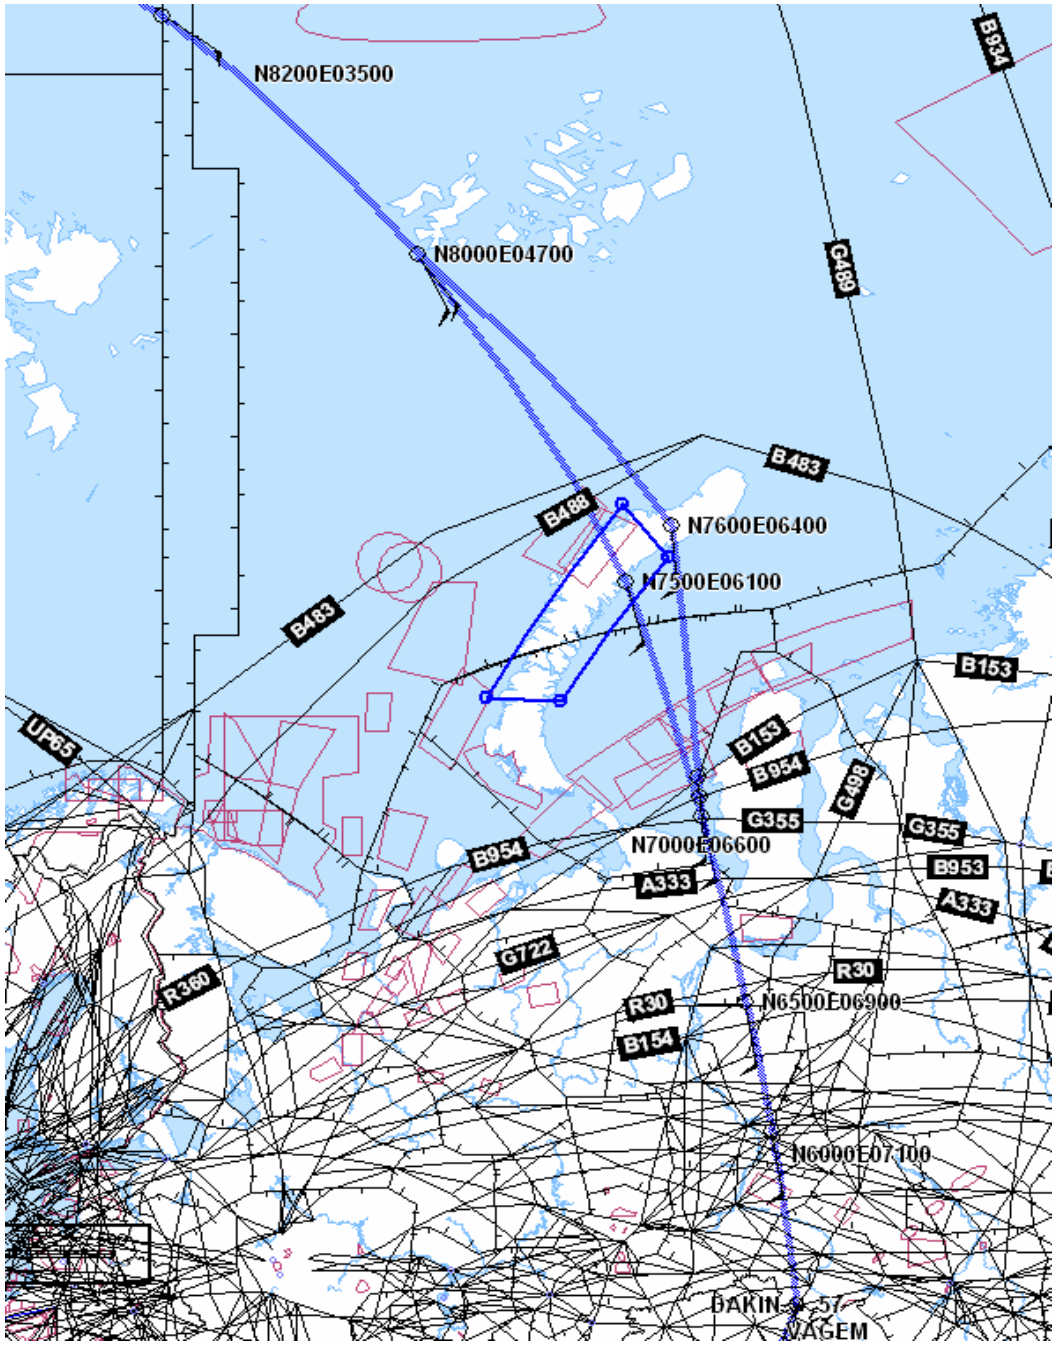 B934
N8200E03500
N8000E04700
G489
B483
B488
N7600E06400
N7500E06100
B483
B153
UP65
B153
B954
G498
G355
G355
N7000E06600
B954
B953
A333
A333
G722
R30
R360
R30
N6500E06900
B154
N6000E07100
DAKIN
57
VAGEM